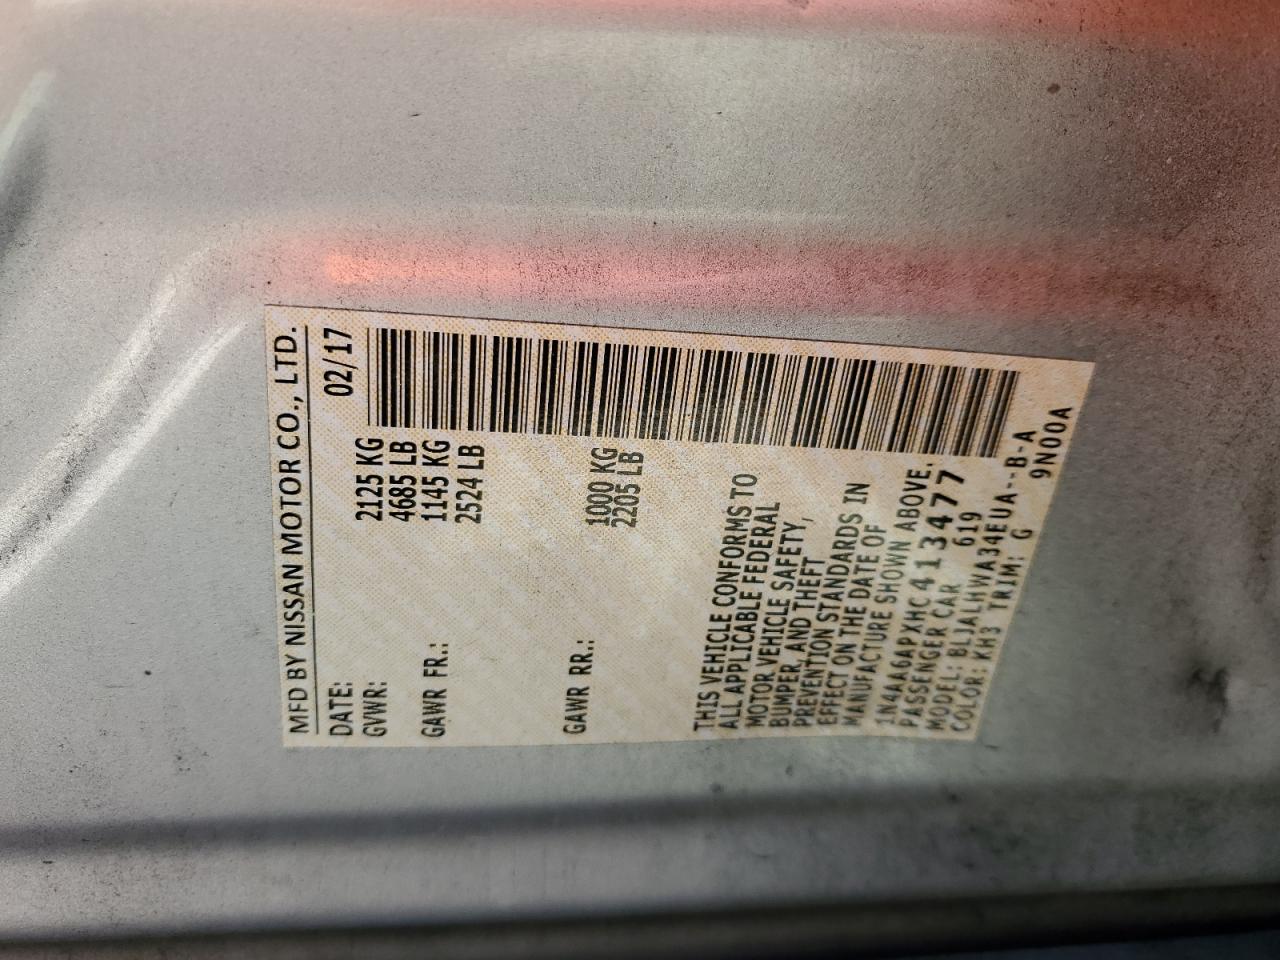 MFD BY NISSAN MOTOR CO., LTD.
DATE: 02/17
GVWR: 2125 KG
4685 LB
GAWR FR.: 1145 KG
2524 LB
GAWR RR.: 1000 KG
2205 LB
THIS VEHICLE CONFORMS TO
ALL APPLICABLE FEDERAL
MOTOR VEHICLE SAFETY,
BUMPER, AND THEFT
PREVENTION STANDARDS IN
EFFECT ON THE DATE OF
MANUFACTURE SHOWN ABOVE.
1N4AA6APXHC413477
PASSENGER CAR 619
MODEL: BLJALHWA34EUA--B-A
COLOR: KH3 TRIM: G 9N00A